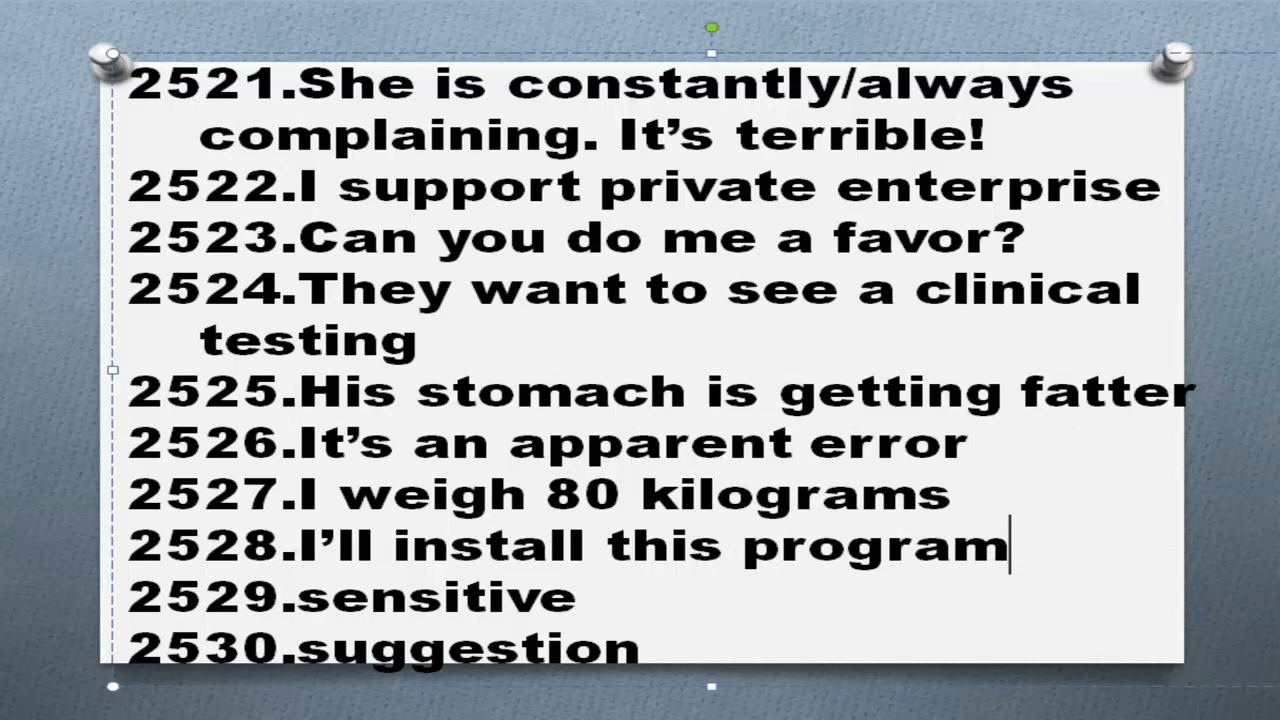 2521.She is constantly/always
complaining. It’s terrible!
2522.I support private enterprise
2523.Can you do me a favor?
2524.They want to see a clinical
testing
2525.His stomach is getting fatter
2526.It’s an apparent error
2527.I weigh 80 kilograms
2528.I’ll install this program
2529.sensitive
2530.suggestion